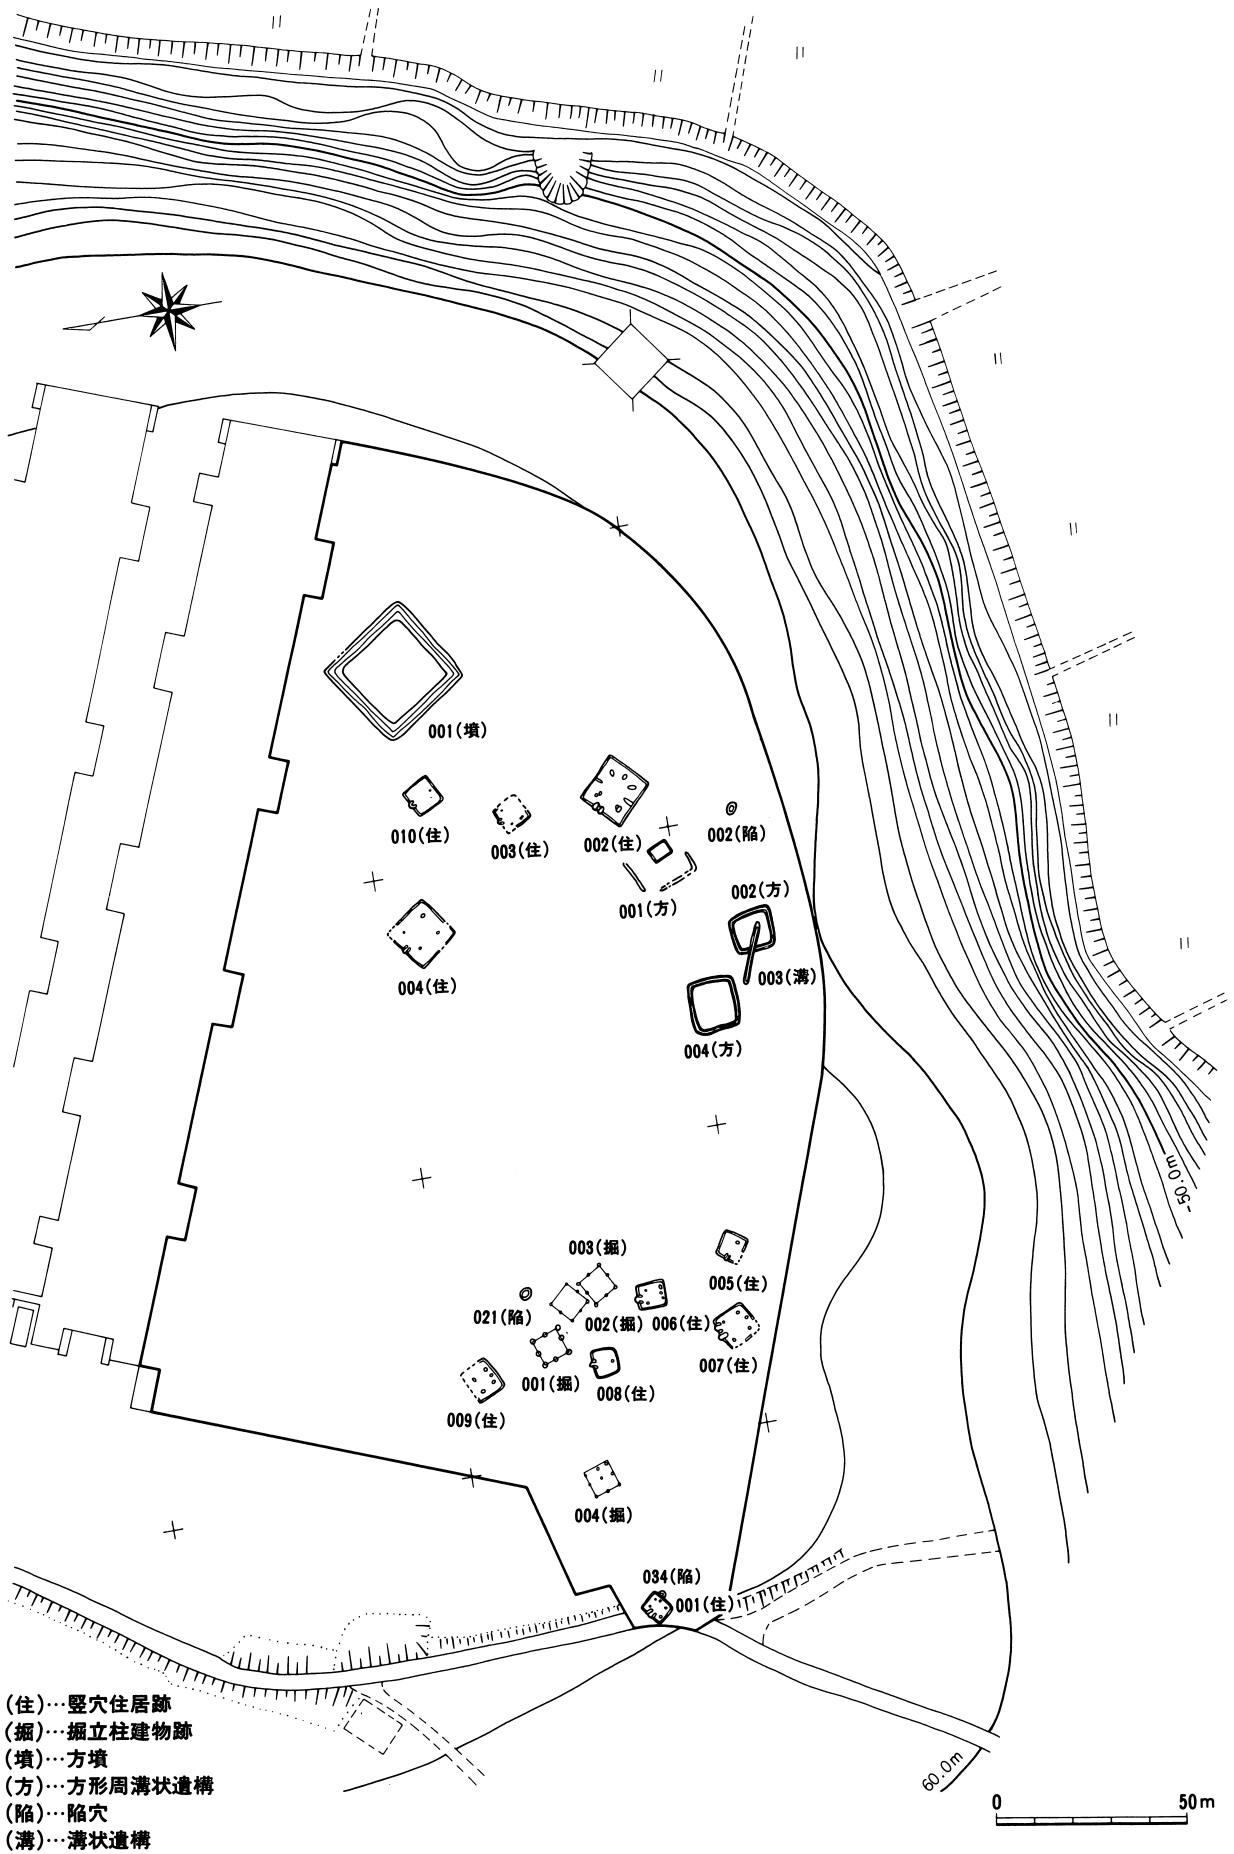 001(墳)
010(住)
003(住)
002(住)
002(陥)
001(方)
002(方)
004(住)
003(溝)
004(方)
003(掘)
005(住)
021(陥)
002(掘)
006(住)
007(住)
001(掘)
008(住)
009(住)
004(掘)
034(陥)
001(住)
-50.0m
60.0m
0 50m
(住)…竪穴住居跡
(掘)…掘立柱建物跡
(墳)…方墳
(方)…方形周溝状遺構
(陥)…陥穴
(溝)…溝状遺構